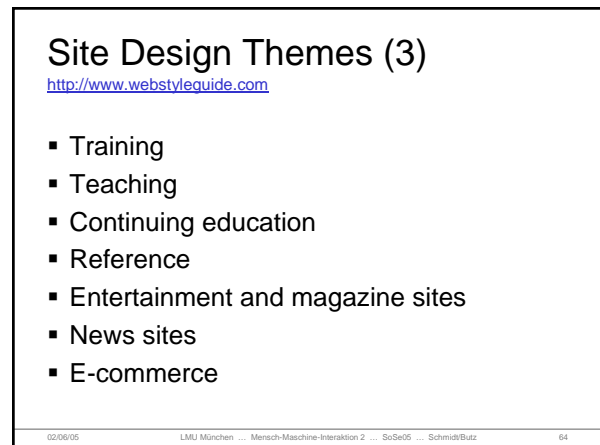 Site Design Themes (3)
http://www.webstyleguide.com
▪ Training
▪ Teaching
▪ Continuing education
▪ Reference
▪ Entertainment and magazine sites
▪ News sites
▪ E-commerce
02/06/05 LMU München … Mensch-Maschine-Interaktion 2 … SoSe05 … Schmidt/Butz 64